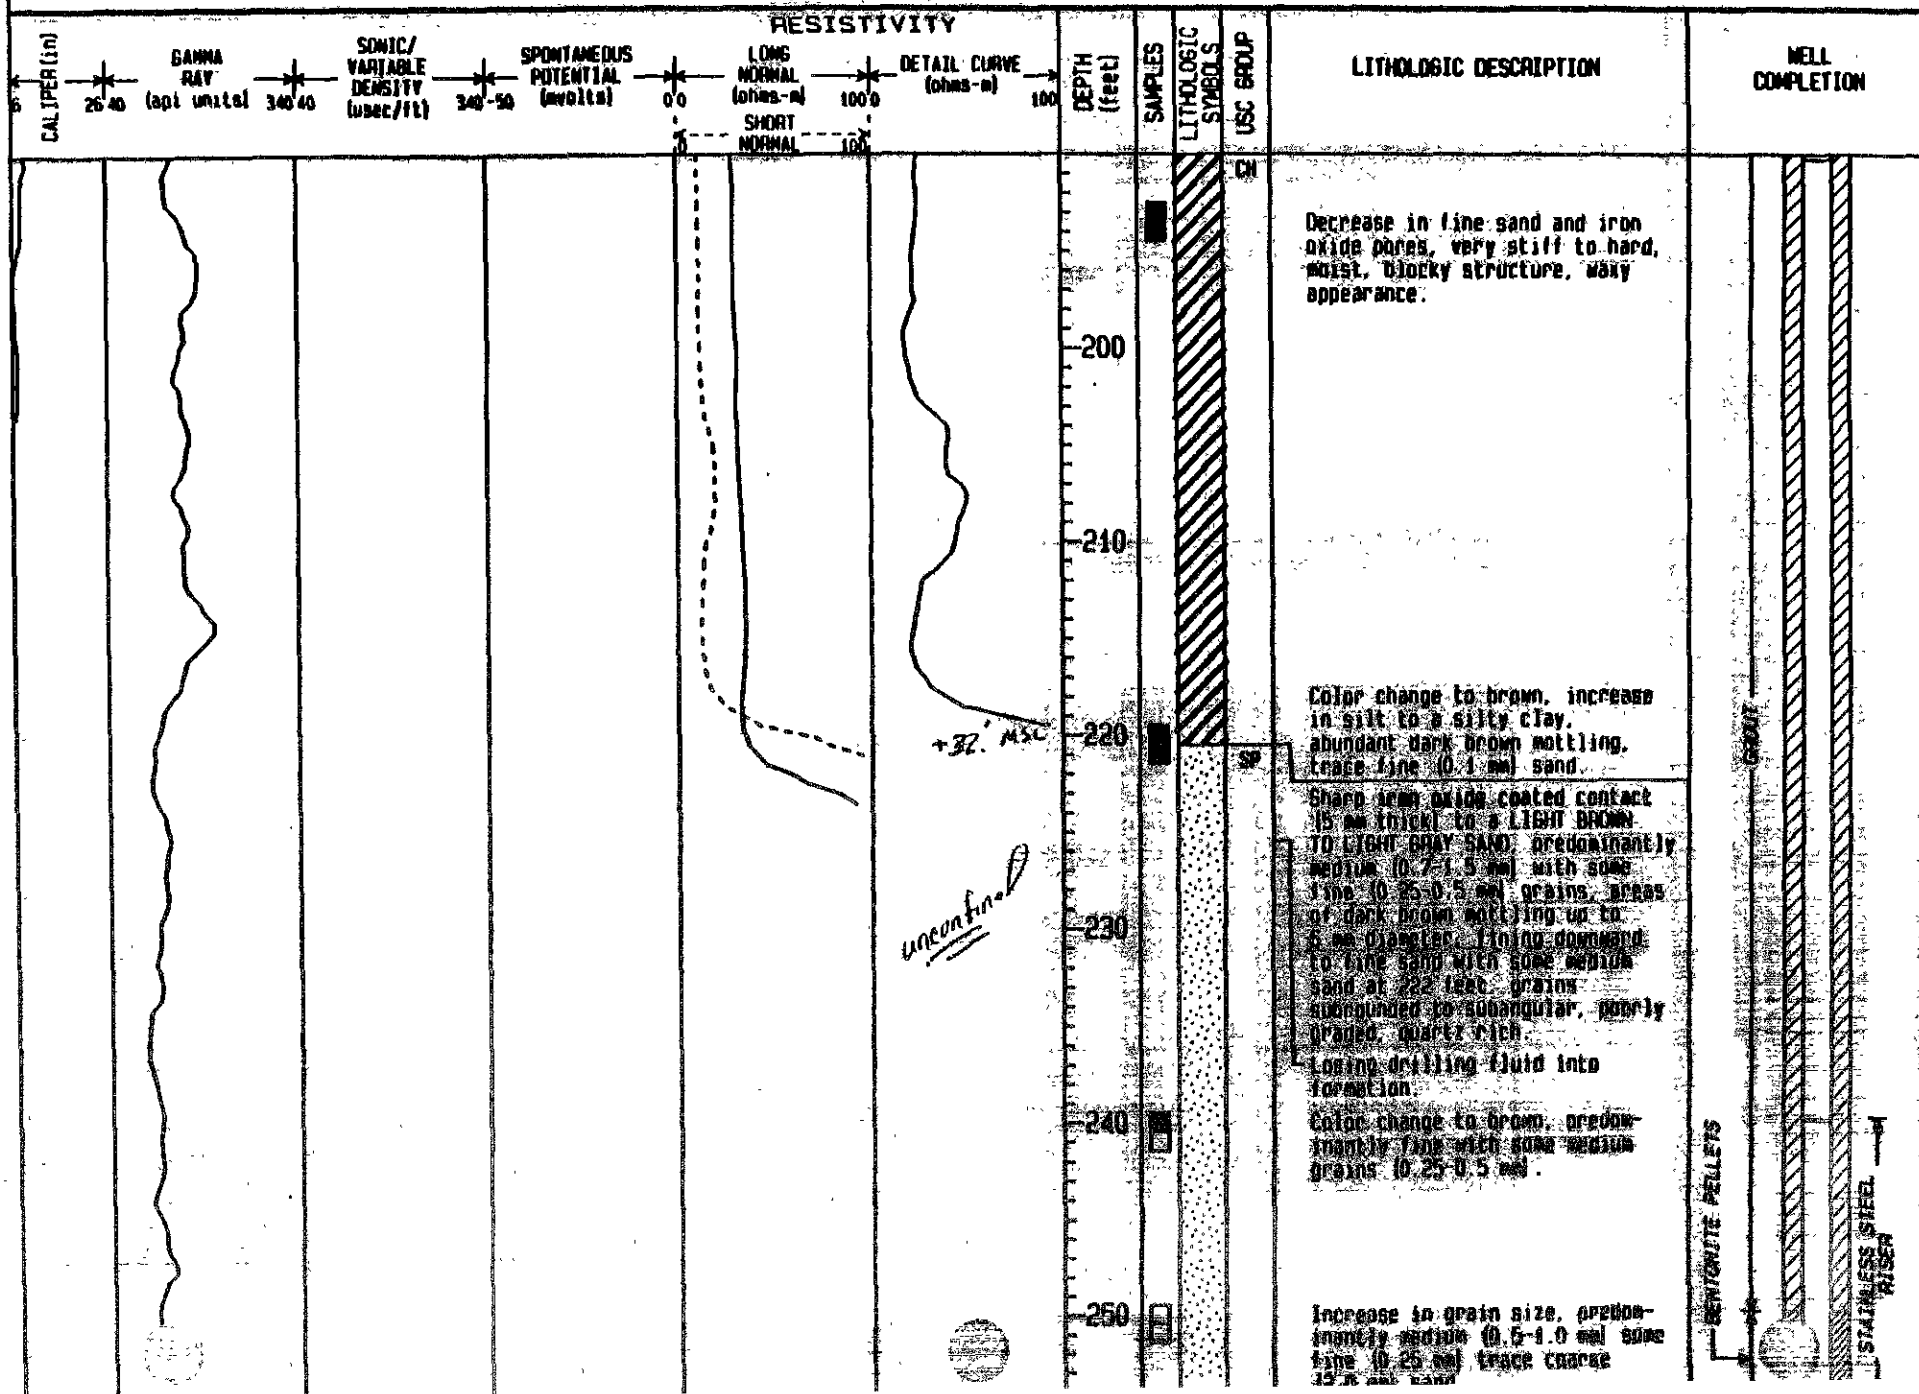 RESISTIVITY
CALIPER(in)
6 26
GAMMA
RAY
(api units)
40 340
SONIC/
VARIABLE
DENSITY
(usec/ft)
40 340
SPONTANEOUS
POTENTIAL
(mvolts)
-50 0
LONG
NORMAL
(ohms-m)
0 100
SHORT
NORMAL
0 100
DETAIL CURVE
(ohms-m)
0 100
DEPTH
(feet)
SAMPLES
LITHOLOGIC
SYMBOLS
USC GROUP
LITHOLOGIC DESCRIPTION
WELL
COMPLETION
CH
Decrease in fine sand and iron
oxide pores, very stiff to hard,
moist, blocky structure, waxy
appearance.
200
210
Color change to brown, increase
in silt to a silty clay,
abundant dark brown mottling,
trace fine (0.1 mm) sand.
+32.' MSL
220
SP
GROUT
Sharp iron oxide coated contact
(5 mm thick) to a LIGHT BROWN
TO LIGHT GRAY SAND, predominantly
medium (0.7-1.5 mm) with some
fine (0.25-0.5 mm) grains, areas
of dark brown mottling up to
6 mm diameter, fining downward
to fine sand with some medium
sand at 222 feet, grains
subrounded to subangular, poorly
graded, quartz rich.
unconfined
230
Losing drilling fluid into
formation.
240
Color change to brown, predom-
inantly fine with some medium
grains (0.25-0.5 mm).
BENTONITE PELLETS
STAINLESS STEEL
RISER
250
Increase in grain size, predom-
inantly medium (0.5-1.0 mm) some
fine (0.25 mm) trace coarse
sand